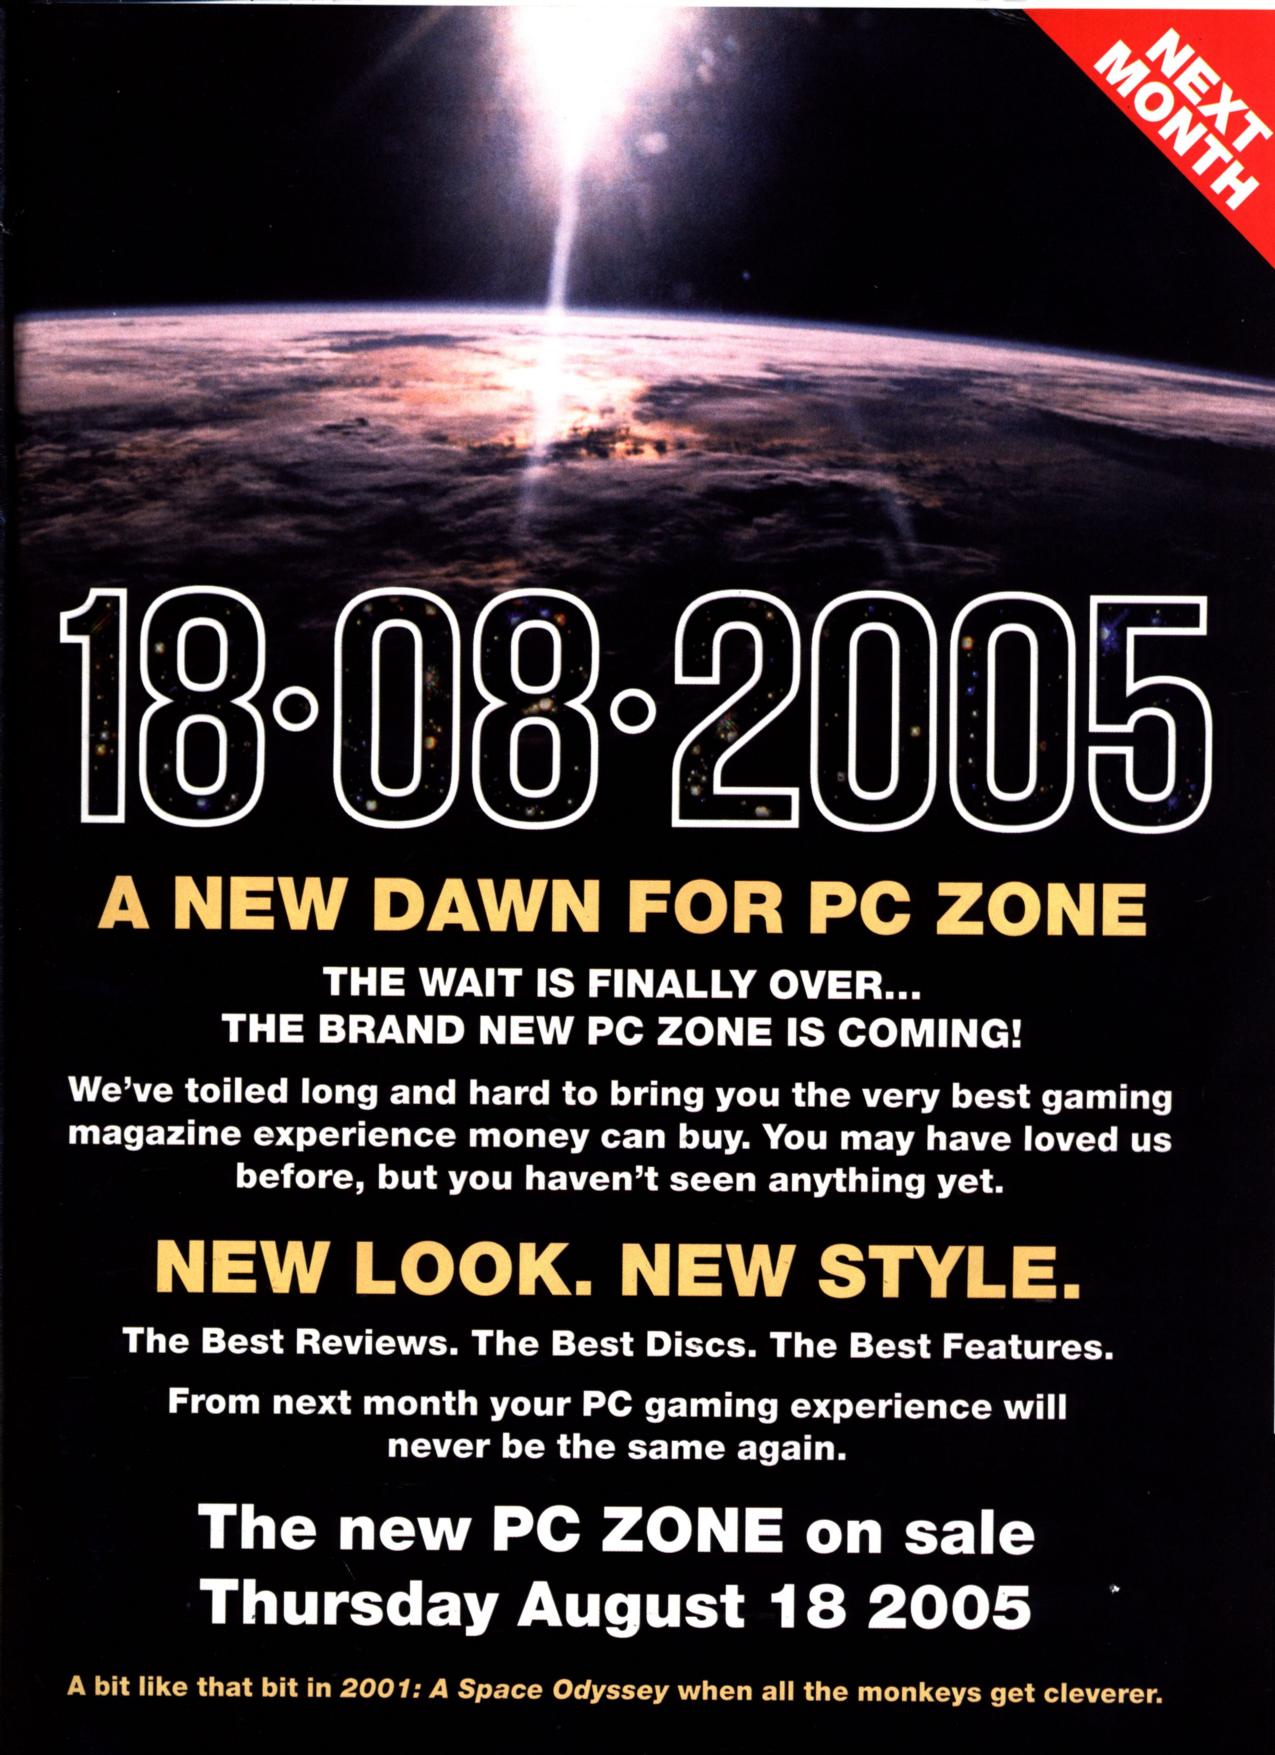 NEXT
MONTH
18·08·2005
A NEW DAWN FOR PC ZONE
THE WAIT IS FINALLY OVER...
THE BRAND NEW PC ZONE IS COMING!
We've toiled long and hard to bring you the very best gaming
magazine experience money can buy. You may have loved us
before, but you haven't seen anything yet.
NEW LOOK. NEW STYLE.
The Best Reviews. The Best Discs. The Best Features.
From next month your PC gaming experience will
never be the same again.
The new PC ZONE on sale
Thursday August 18 2005
A bit like that bit in 2001: A Space Odyssey when all the monkeys get cleverer.